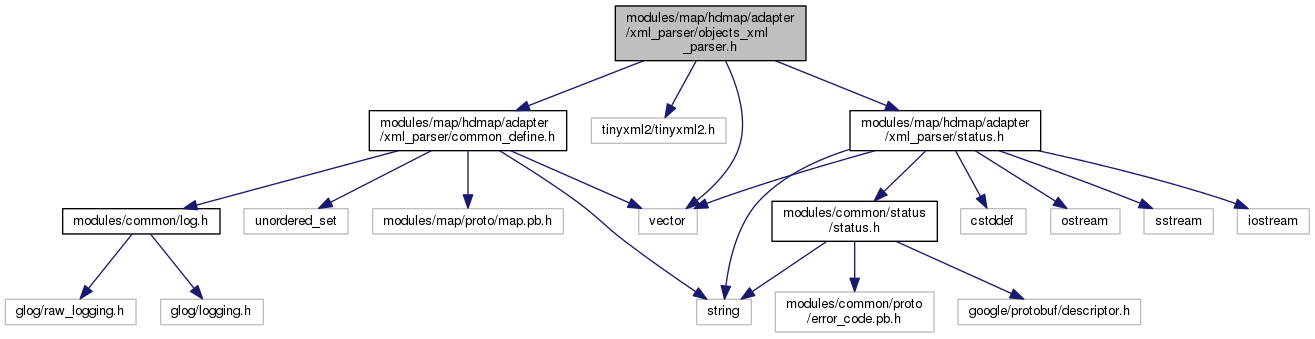 modules/map/hdmap/adapter
/xml_parser/objects_xml
_parser.h
modules/map/hdmap/adapter
/xml_parser/common_define.h
tinyxml2/tinyxml2.h
modules/map/hdmap/adapter
/xml_parser/status.h
modules/common/log.h
unordered_set
modules/map/proto/map.pb.h
vector
modules/common/status
/status.h
cstddef
ostream
sstream
iostream
glog/raw_logging.h
glog/logging.h
string
modules/common/proto
/error_code.pb.h
google/protobuf/descriptor.h